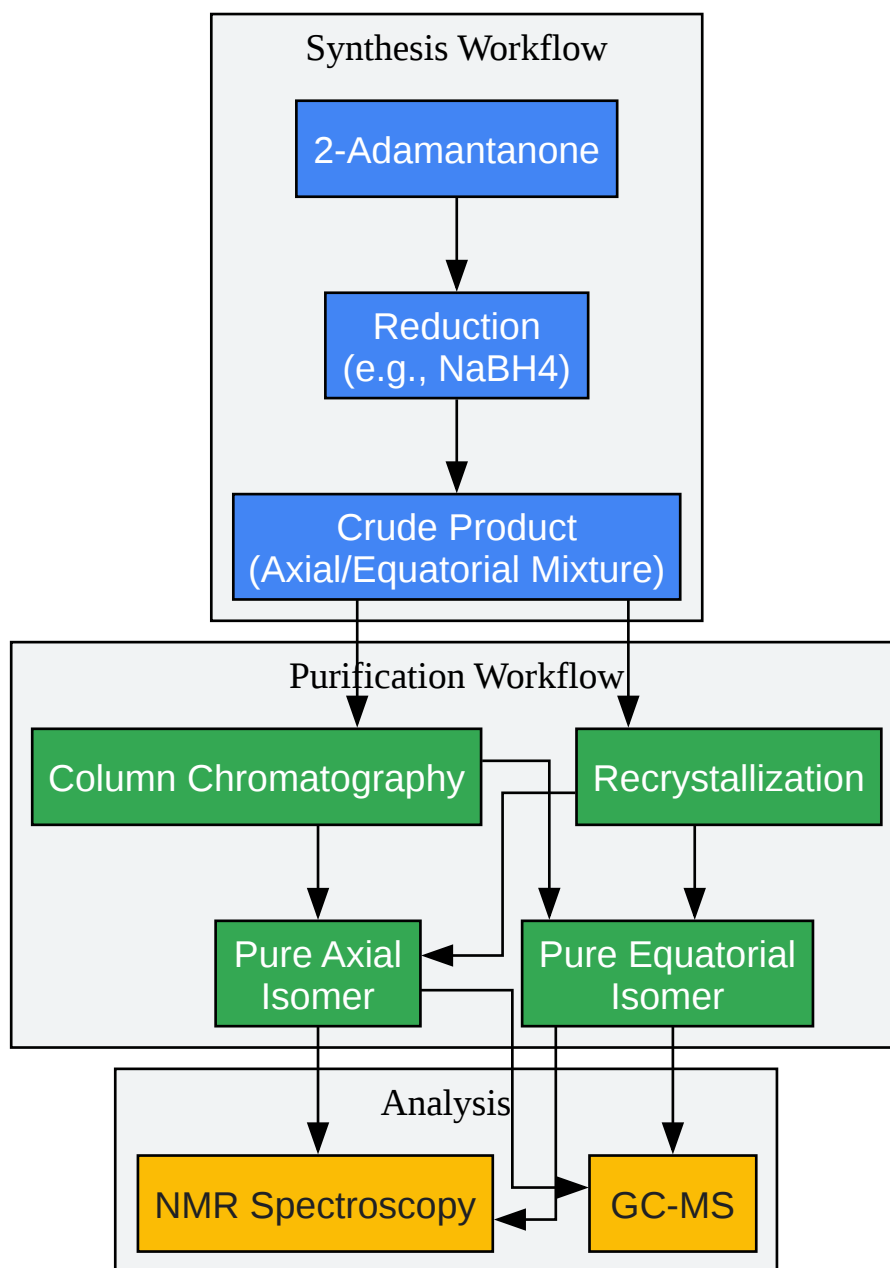 Synthesis Workflow
2-Adamantanone
Reduction
(e.g., NaBH4)
Crude Product
(Axial/Equatorial Mixture)
Purification Workflow
Column Chromatography
Recrystallization
Pure Axial
Isomer
Pure Equatorial
Isomer
Analysis
NMR Spectroscopy
GC-MS